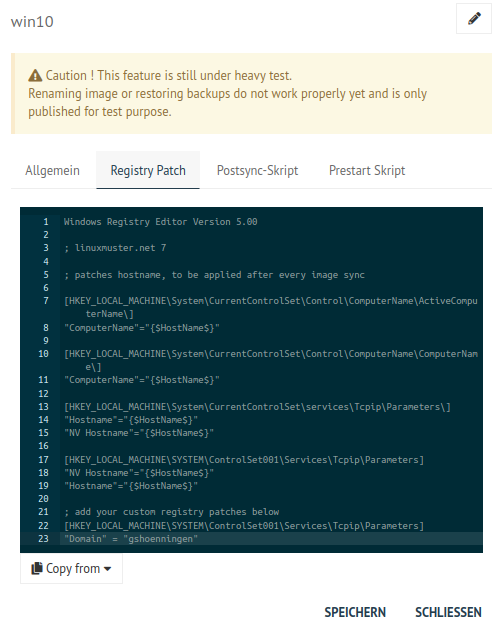 win10
Caution ! This feature is still under heavy test.
Renaming image or restoring backups do not work properly yet and is only
published for test purpose.
Allgemein Registry Patch Postsync-Skript Prestart Skript
1 Windows Registry Editor Version 5.00
2
3 ; linuxmuster.net 7
4
5 ; patches hostname, to be applied after every image sync
6
7 [HKEY_LOCAL_MACHINE\System\CurrentControlSet\Control\ComputerName\ActiveCompu
terName\]
8 "ComputerName"="{$HostName$}"
9
10 [HKEY_LOCAL_MACHINE\System\CurrentControlSet\Control\ComputerName\ComputerNam
e\]
11 "ComputerName"="{$HostName$}"
12
13 [HKEY_LOCAL_MACHINE\System\CurrentControlSet\services\Tcpip\Parameters\]
14 "Hostname"="{$HostName$}"
15 "NV Hostname"="{$HostName$}"
16
17 [HKEY_LOCAL_MACHINE\SYSTEM\ControlSet001\Services\Tcpip\Parameters]
18 "NV Hostname"="{$HostName$}"
19 "Hostname"="{$HostName$}"
20
21 ; add your custom registry patches below
22 [HKEY_LOCAL_MACHINE\SYSTEM\ControlSet001\Services\Tcpip\Parameters]
23 "Domain" = "gshoenningen"
Copy from
SPEICHERN SCHLIESSEN